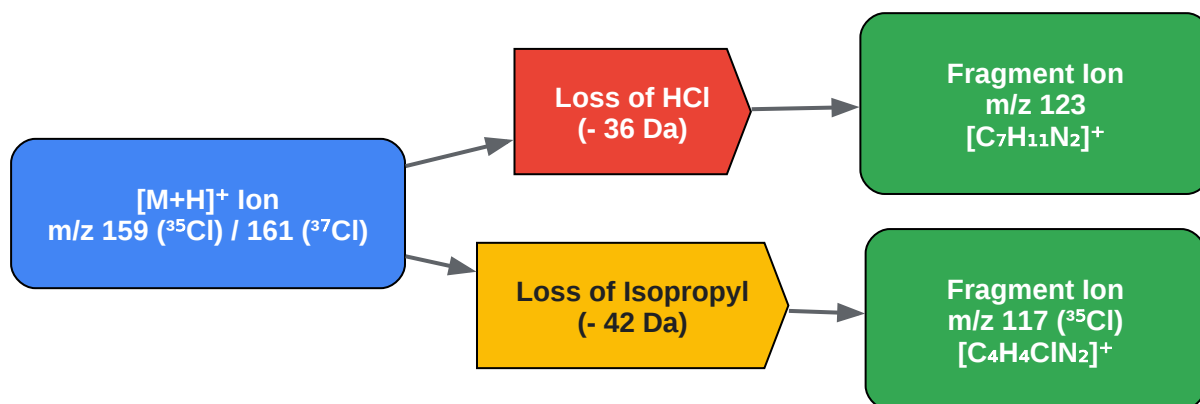 [M+H]⁺ Ion
m/z 159 (³⁵Cl) / 161 (³⁷Cl)
Loss of HCl
(- 36 Da)
Fragment Ion
m/z 123
[C₇H₁₁N₂]⁺
Loss of Isopropyl
(- 42 Da)
Fragment Ion
m/z 117 (³⁵Cl)
[C₄H₄ClN₂]⁺